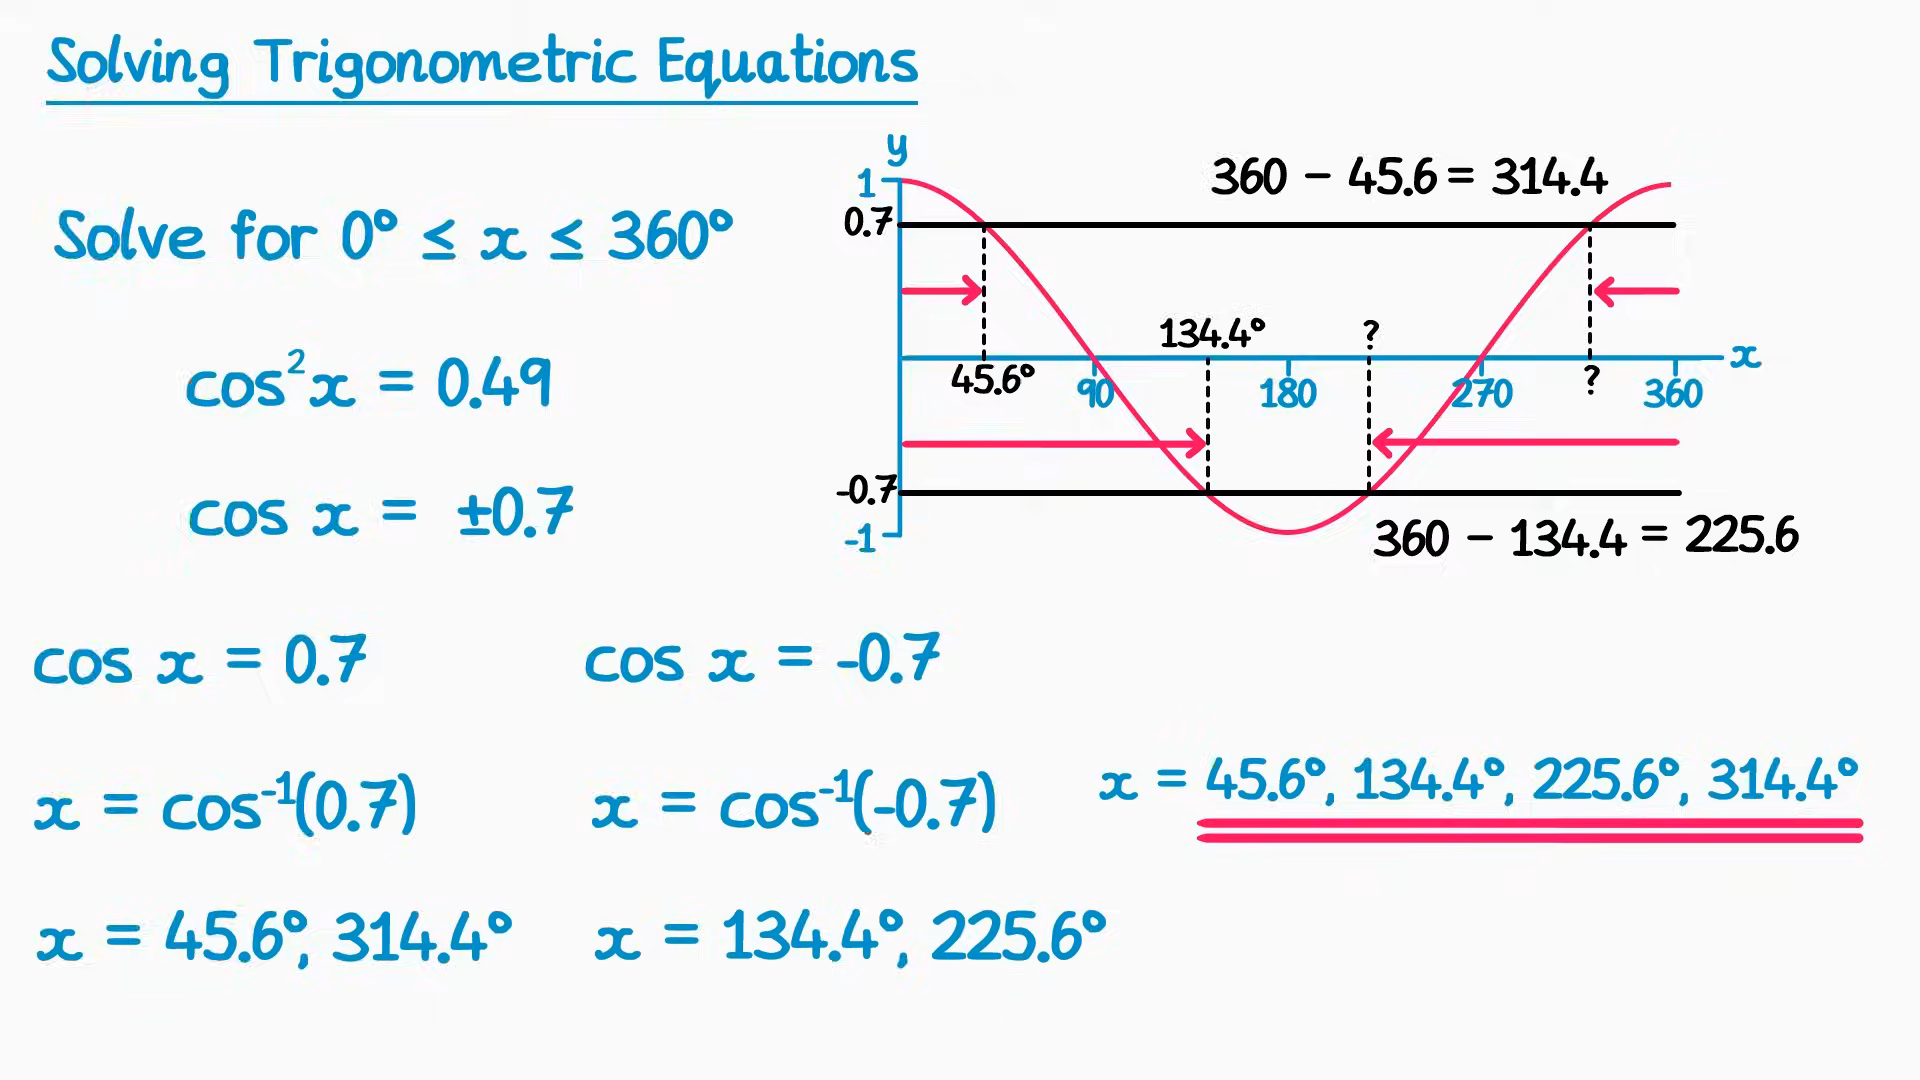 Solving Trigonometric Equations
Solve for 0° ≤ x ≤ 360°
cos²x = 0.49
cos x = ±0.7
y
360 − 45.6 = 314.4
1
0.7
134.4°
?
x
45.6°
90
180
270
?
360
-0.7
-1
360 − 134.4 = 225.6
cos x = 0.7
cos x = -0.7
x = cos⁻¹(0.7)
x = cos⁻¹(-0.7)
x = 45.6°, 134.4°, 225.6°, 314.4°
x = 45.6°, 314.4°
x = 134.4°, 225.6°